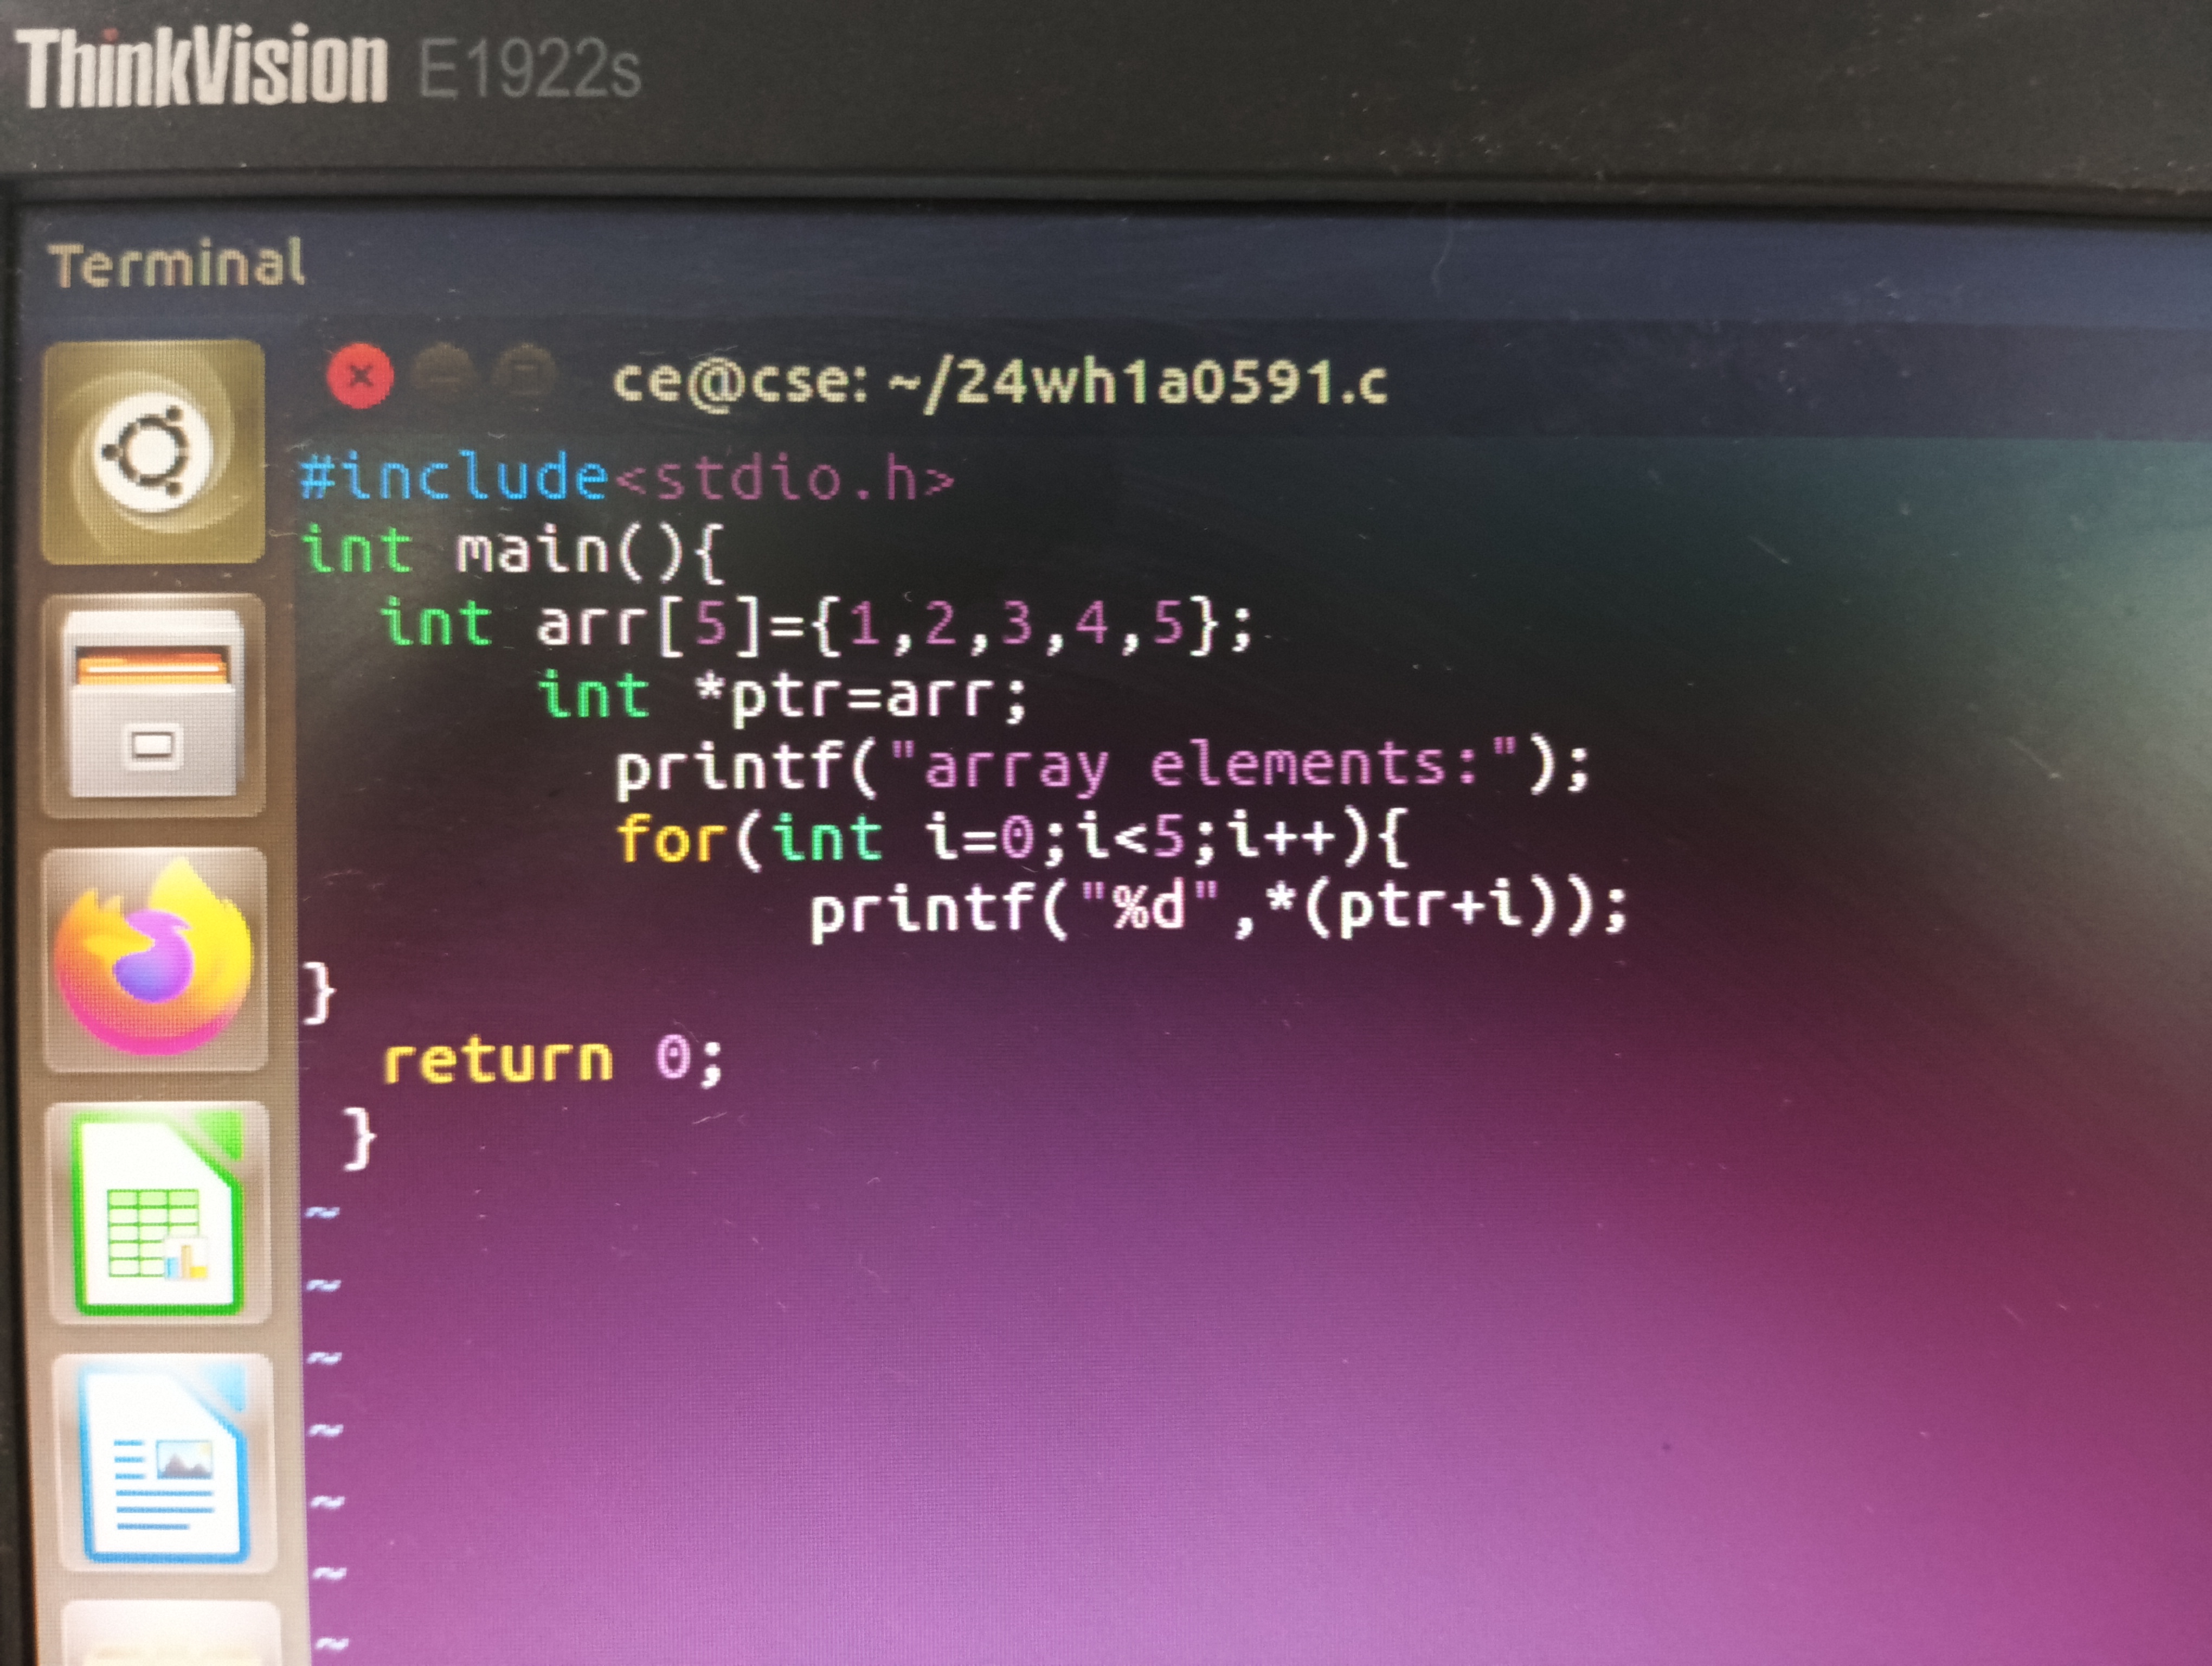 ThinkVision E1922s
Terminal
ce@cse: ~/24wh1a0591.c
#include<stdio.h>
int main(){
  int arr[5]={1,2,3,4,5};
      int *ptr=arr;
        printf("array elements:");
        for(int i=0;i<5;i++){
             printf("%d",*(ptr+i));
}
  return 0;
 }
~
~
~
~
~
~
~